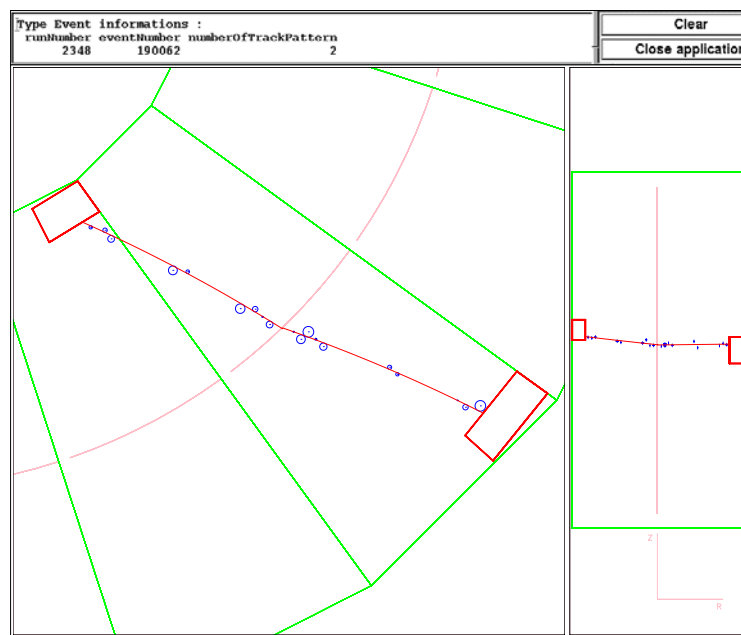 Type Event informations :
runNumber eventNumber numberOfTrackPattern
2348 190062 2
Clear
Close application
Z
R